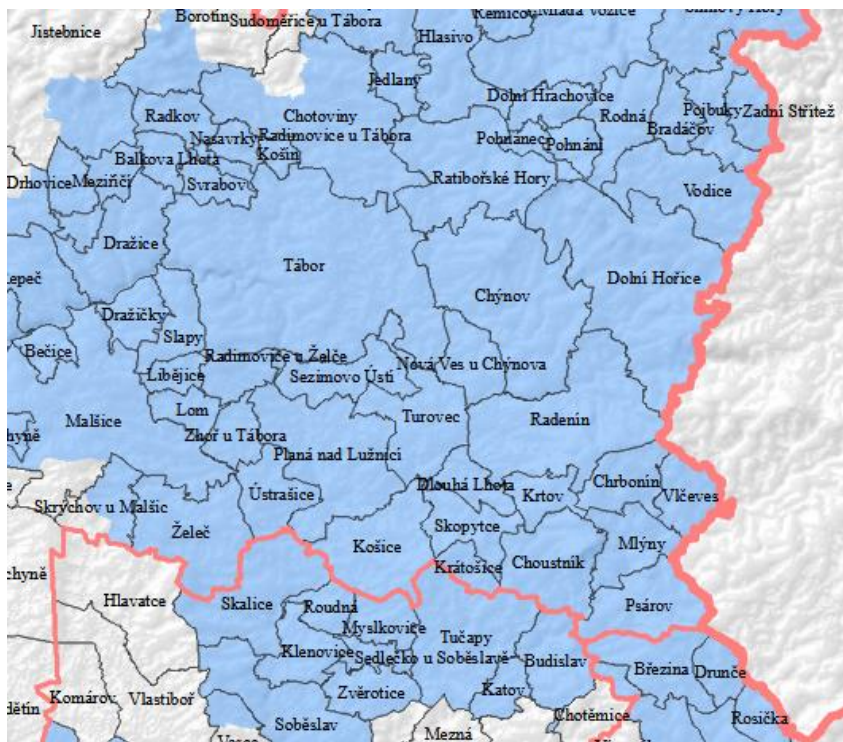 Borotín
Sudoměřice u Tábora
Jistebnice
Hlasivo
Jedlany
Dolní Hrachovice
Radkov
Chotoviny
Rodná
Pojbuky
Zadní Střítež
Nasavrky
Radimovice u Tábora
Bradáčov
Pohnánec
Pohnání
Balkova Lhota
Košín
Drhovice
Meziříčí
Svrabov
Ratibořské Hory
Vodice
Dražice
Tábor
Dolní Hořice
Chýnov
Dražičky
Slapy
Bečice
Radimovice u Želče
Nová Ves u Chýnova
Libějice
Sezimovo Ústí
Lom
Malšice
Turovec
Radenín
Zhoř u Tábora
Planá nad Lužnicí
Dlouhá Lhota
Chrbonín
Ústrašice
Krtov
Vlčeves
Skrýchov u Malšic
Skopytce
Želeč
Košice
Mlýny
Krátošice
Choustník
Hlavatce
Skalice
Roudná
Psárov
Myslkovice
Tučapy
Klenovice
Sedlečko u Soběslavě
Budislav
Březina
Drunče
Komárov
Vlastiboř
Zvěrotice
Katov
Chotěmice
Rosička
Soběslav
Mezná